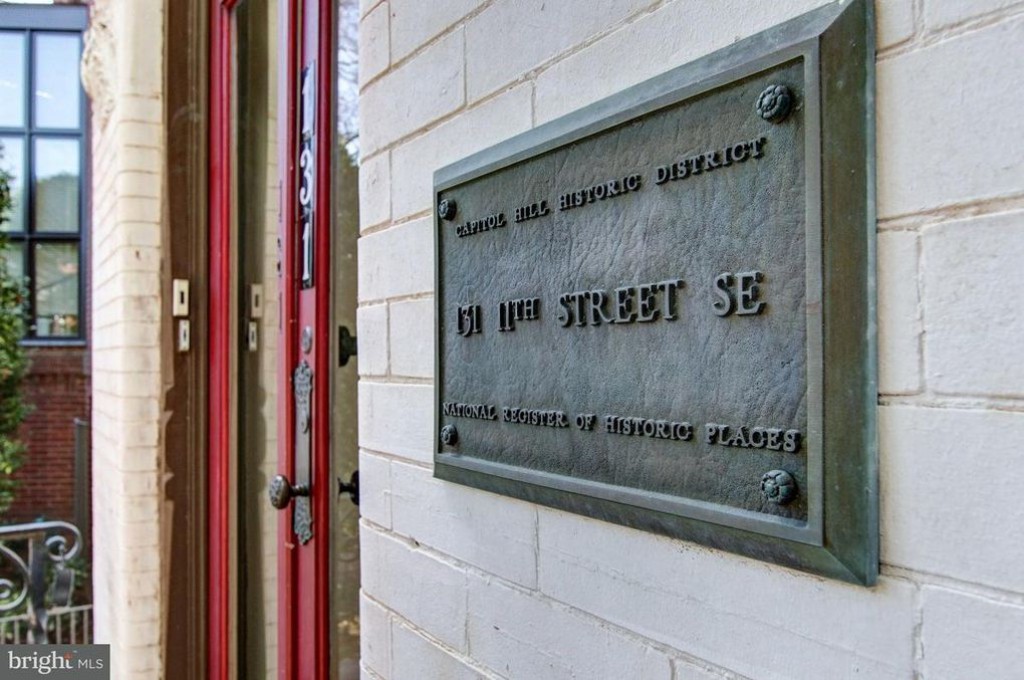 131
CAPITOL HILL HISTORIC DISTRICT
131 11TH STREET SE
NATIONAL REGISTER OF HISTORIC PLACES
bright MLS